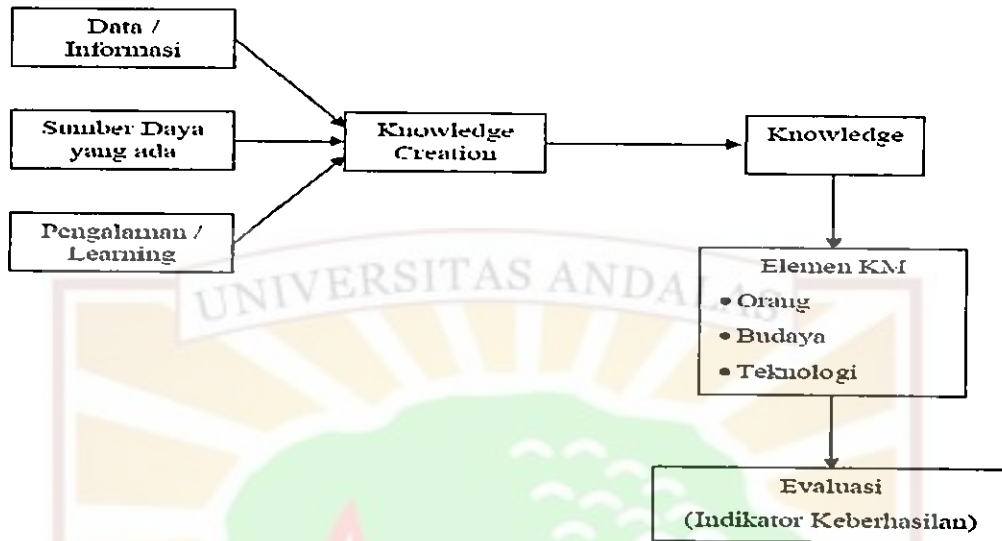 Data /
Informasi
Sumber Daya
yang ada
Pengalaman /
Learning
Knowledge
Creation
Knowledge
Elemen KM
• Orang
• Budaya
• Teknologi
Evaluasi
(Indikator Keberhasilan)
UNIVERSITAS ANDALAS